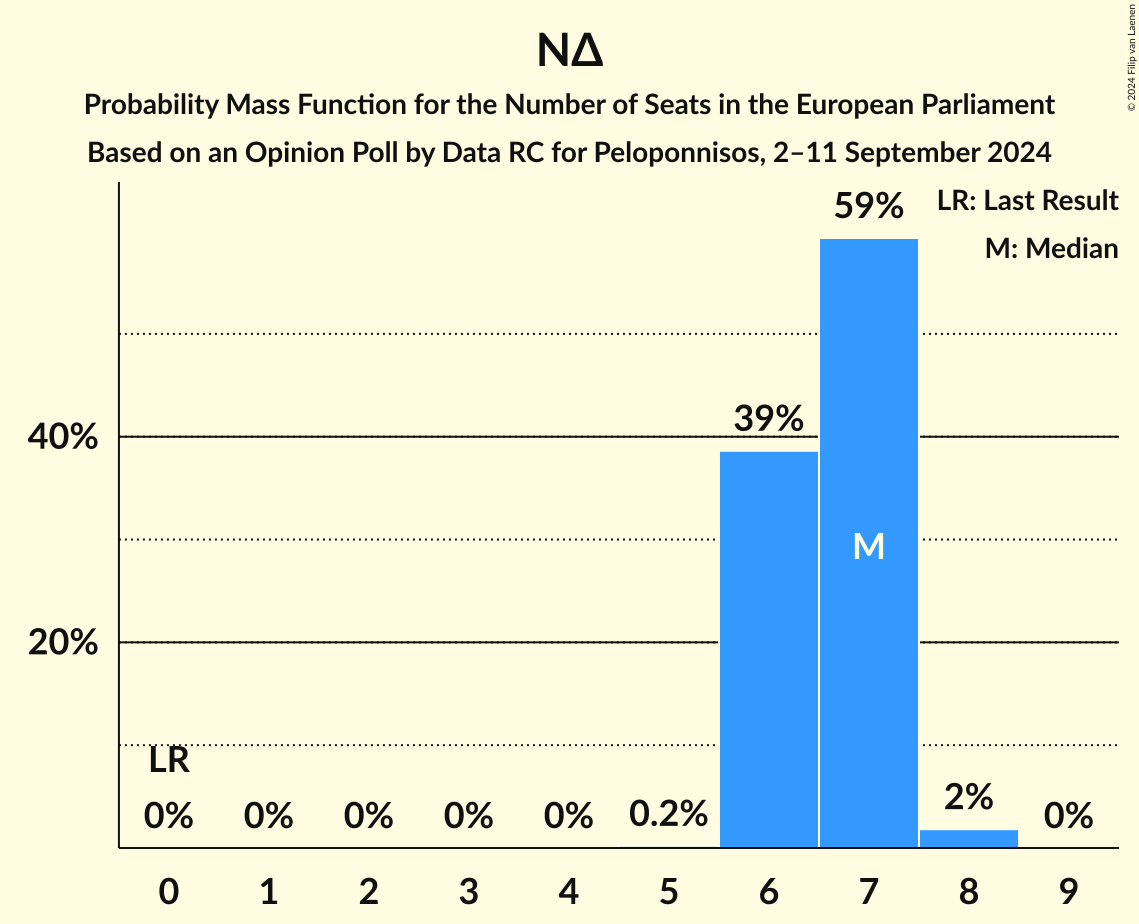 ΝΔ
Probability Mass Function for the Number of Seats in the European Parliament
Based on an Opinion Poll by Data RC for Peloponnisos, 2–11 September 2024
© 2024 Filip van Laenen
LR: Last Result
M: Median
59%
39%
40%
M
20%
LR
0% 0% 0% 0% 0% 0.2% 2% 0%
0 1 2 3 4 5 6 7 8 9